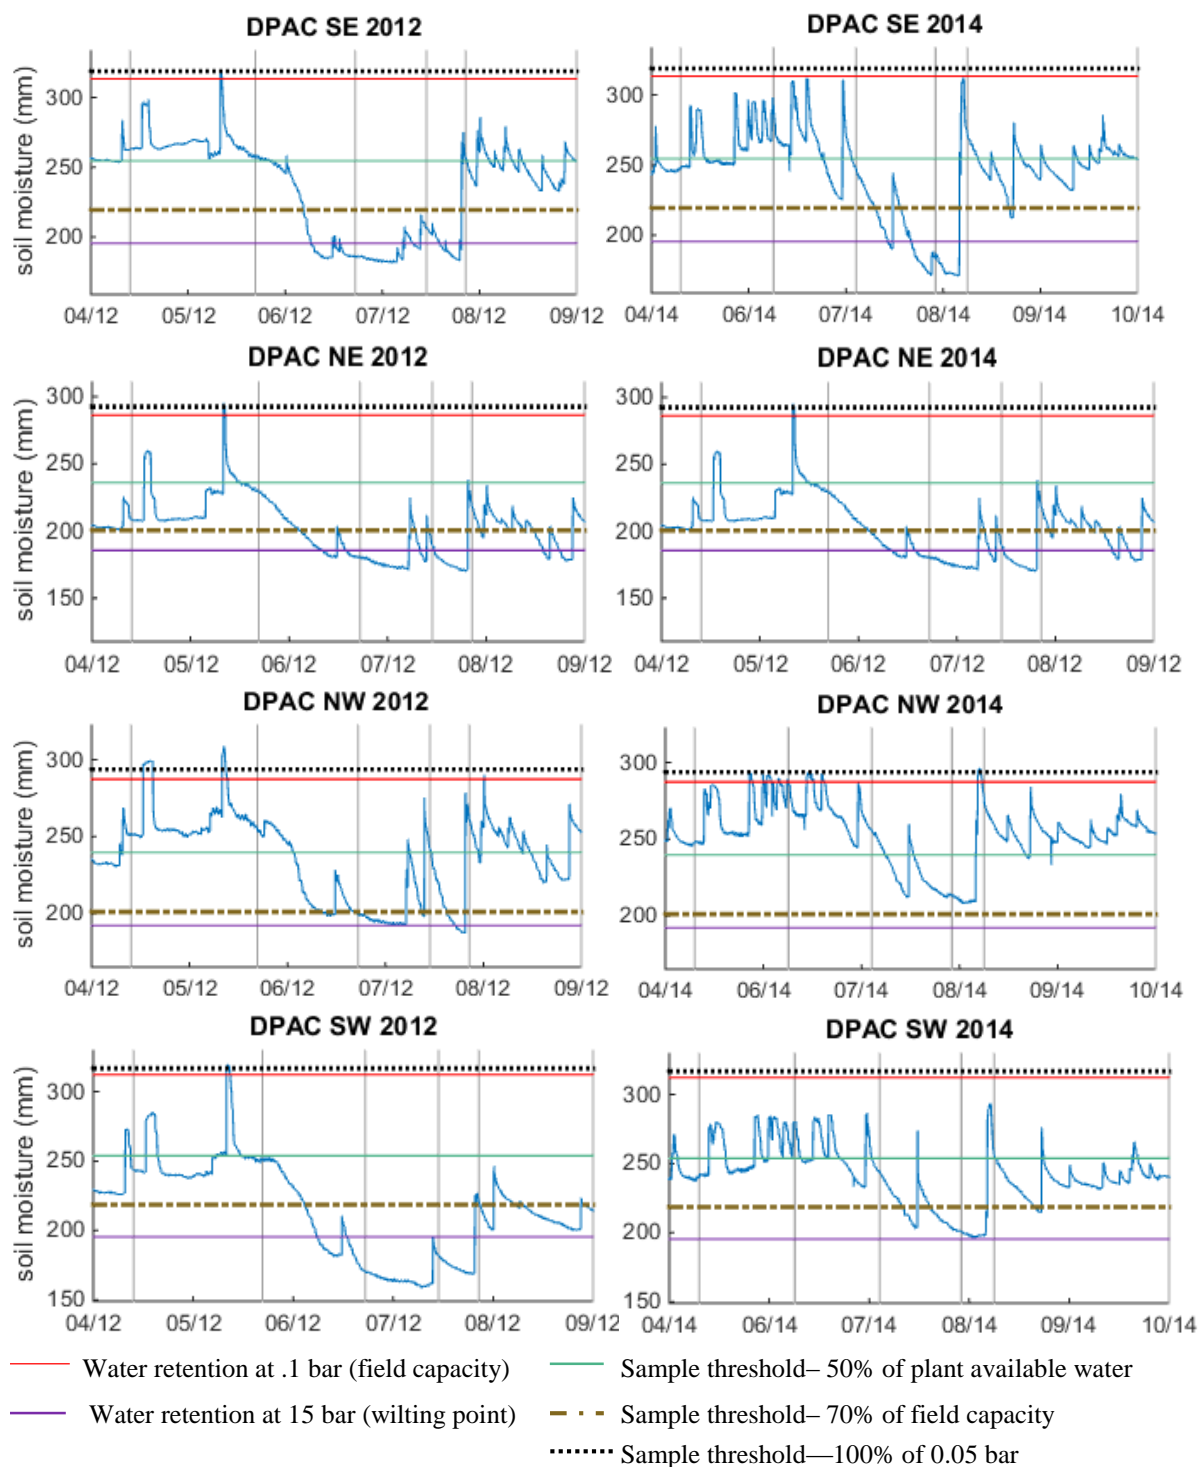 DPAC SE 2012
DPAC SE 2014
soil moisture (mm)
300
250
200
04/12 05/12 06/12 07/12 08/12 09/12
300
250
200
04/14 06/14 07/14 08/14 09/14 10/14
DPAC NE 2012
DPAC NE 2014
soil moisture (mm)
300
250
200
150
04/12 05/12 06/12 07/12 08/12 09/12
300
250
200
150
04/12 05/12 06/12 07/12 08/12 09/12
DPAC NW 2012
DPAC NW 2014
soil moisture (mm)
300
250
200
04/12 05/12 06/12 07/12 08/12 09/12
300
250
200
04/14 06/14 07/14 08/14 09/14 10/14
DPAC SW 2012
DPAC SW 2014
soil moisture (mm)
300
250
200
150
04/12 05/12 06/12 07/12 08/12 09/12
300
250
200
150
04/14 06/14 07/14 08/14 09/14 10/14
Water retention at .1 bar (field capacity)
Sample threshold– 50% of plant available water
Water retention at 15 bar (wilting point)
Sample threshold– 70% of field capacity
Sample threshold—100% of 0.05 bar